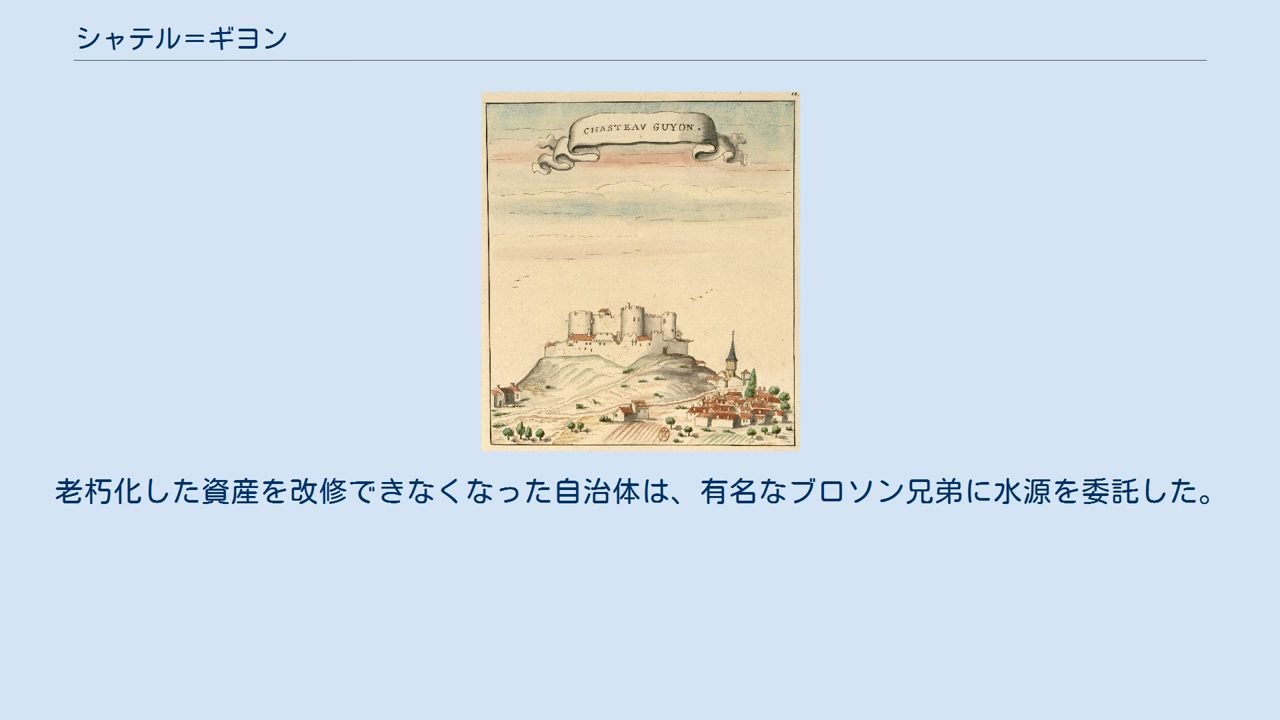 シャテル＝ギヨン
CHASTEAV GUYON.
老朽化した資産を改修できなくなった自治体は、有名なブロソン兄弟に水源を委託した。